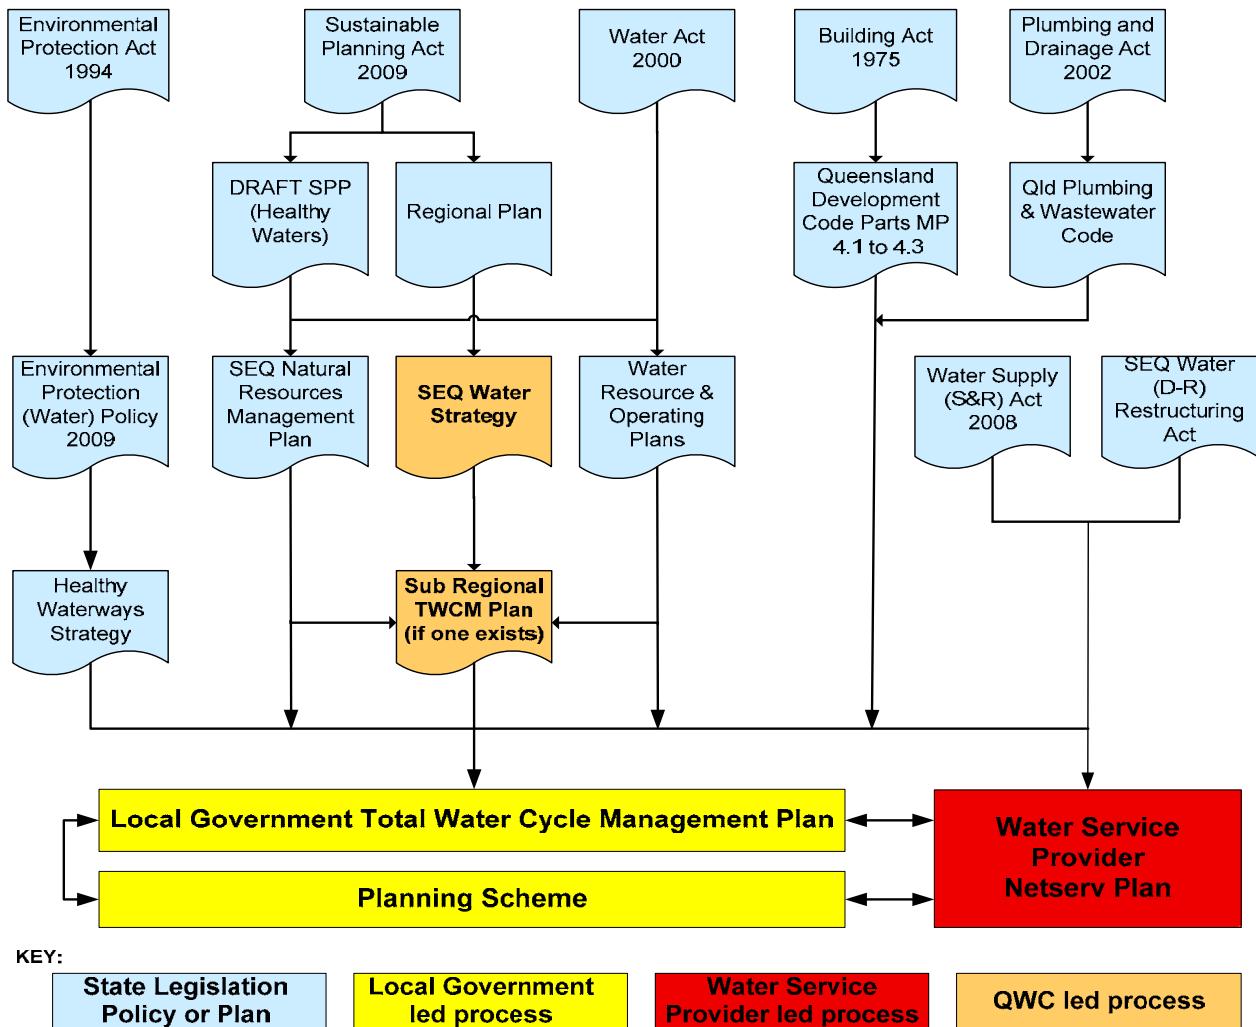 Environmental
Protection Act
1994
Sustainable
Planning Act
2009
Water Act
2000
Building Act
1975
Plumbing and
Drainage Act
2002
DRAFT SPP
(Healthy
Waters)
Regional Plan
Queensland
Development
Code Parts MP
4.1 to 4.3
Qld Plumbing
& Wastewater
Code
Environmental
Protection
(Water) Policy
2009
SEQ Natural
Resources
Management
Plan
SEQ Water
Strategy
Water
Resource &
Operating
Plans
Water Supply
(S&R) Act
2008
SEQ Water
(D-R)
Restructuring
Act
Healthy
Waterways
Strategy
Sub Regional
TWCM Plan
(if one exists)
Local Government Total Water Cycle Management Plan
Planning Scheme
Water Service
Provider
Netserv Plan
KEY:
State Legislation
Policy or Plan
Local Government
led process
Water Service
Provider led process
QWC led process